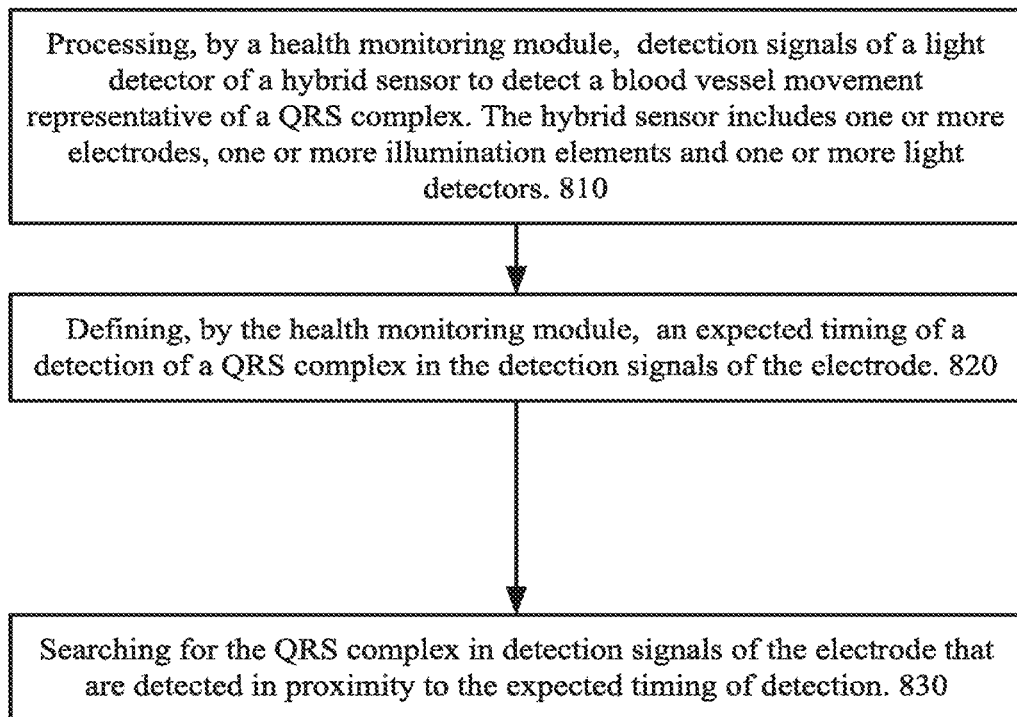 Processing, by a health monitoring module, detection signals of a light
detector of a hybrid sensor to detect a blood vessel movement
representative of a QRS complex. The hybrid sensor includes one or more
electrodes, one or more illumination elements and one or more light
detectors. 810
Defining, by the health monitoring module, an expected timing of a
detection of a QRS complex in the detection signals of the electrode. 820
Searching for the QRS complex in detection signals of the electrode that
are detected in proximity to the expected timing of detection. 830